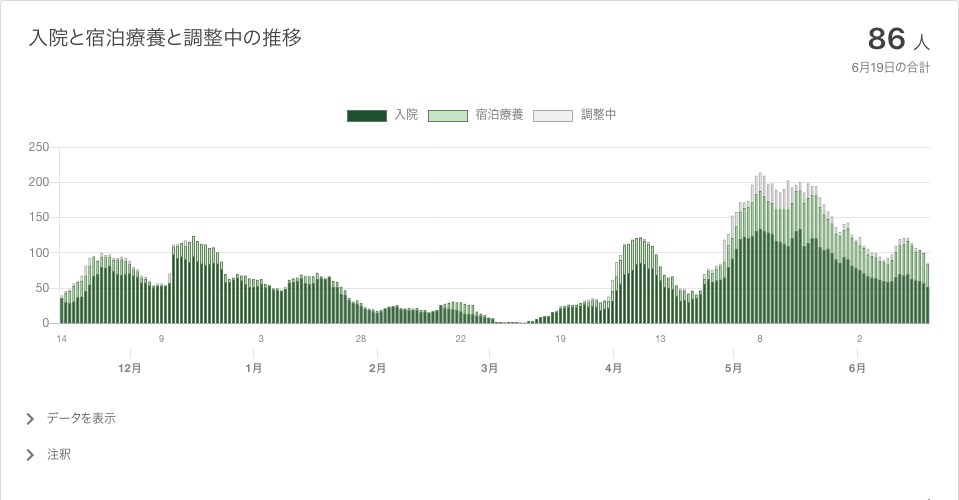 入院と宿泊療養と調整中の推移
86 人
6月19日の合計
入院 宿泊療養 調整中
250
200
150
100
50
0
14 9 3 28 22 19 13 8 2
12月 1月 2月 3月 4月 5月 6月
データを表示
注釈